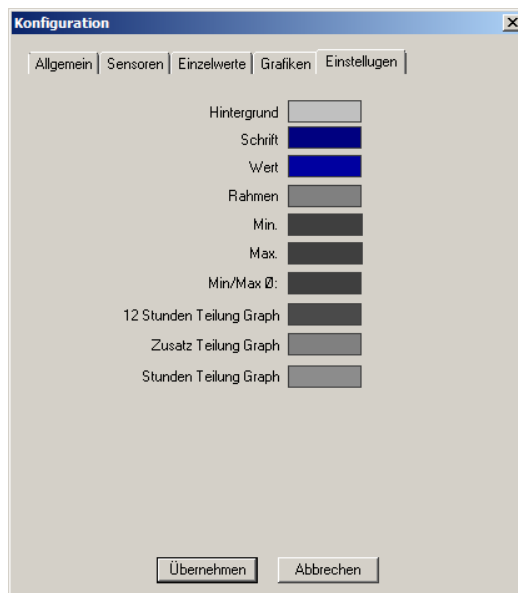 Konfiguration
Allgemein Sensoren Einzelwerte Grafiken Einstellugen
Hintergrund
Schrift
Wert
Rahmen
Min.
Max.
Min/Max Ø:
12 Stunden Teilung Graph
Zusatz Teilung Graph
Stunden Teilung Graph
Übernehmen Abbrechen